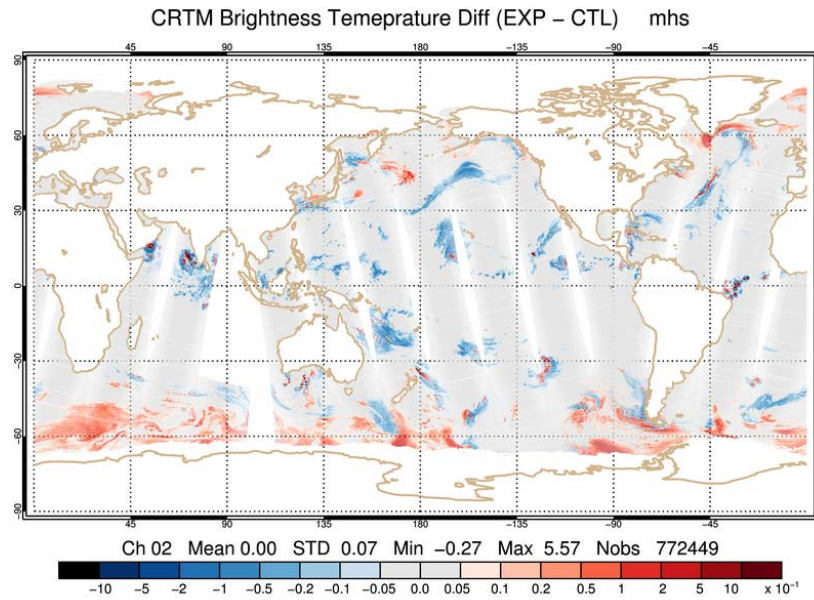 CRTM Brightness Temeprature Diff (EXP − CTL) mhs
45 90 135 180 −135 −90 −45
90
60
30
0
−30
−60
−90
45 90 135 180 −135 −90 −45
Ch 02 Mean 0.00 STD 0.07 Min −0.27 Max 5.57 Nobs 772449
−10 −5 −2 −1 −0.5 −0.2 −0.1 −0.05 0.0 0.05 0.1 0.2 0.5 1 2 5 10 x 10⁻¹